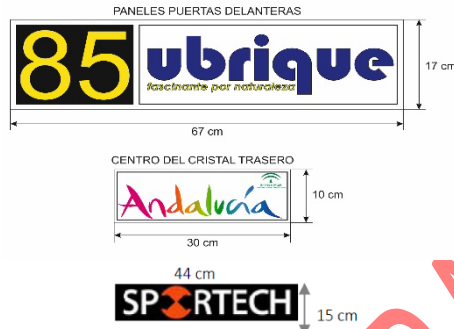 PANELES PUERTAS DELANTERAS
85 ubrique
fascinante por naturaleza
17 cm
67 cm
CENTRO DEL CRISTAL TRASERO
Andalucía
10 cm
30 cm
44 cm
SPORTECH
15 cm